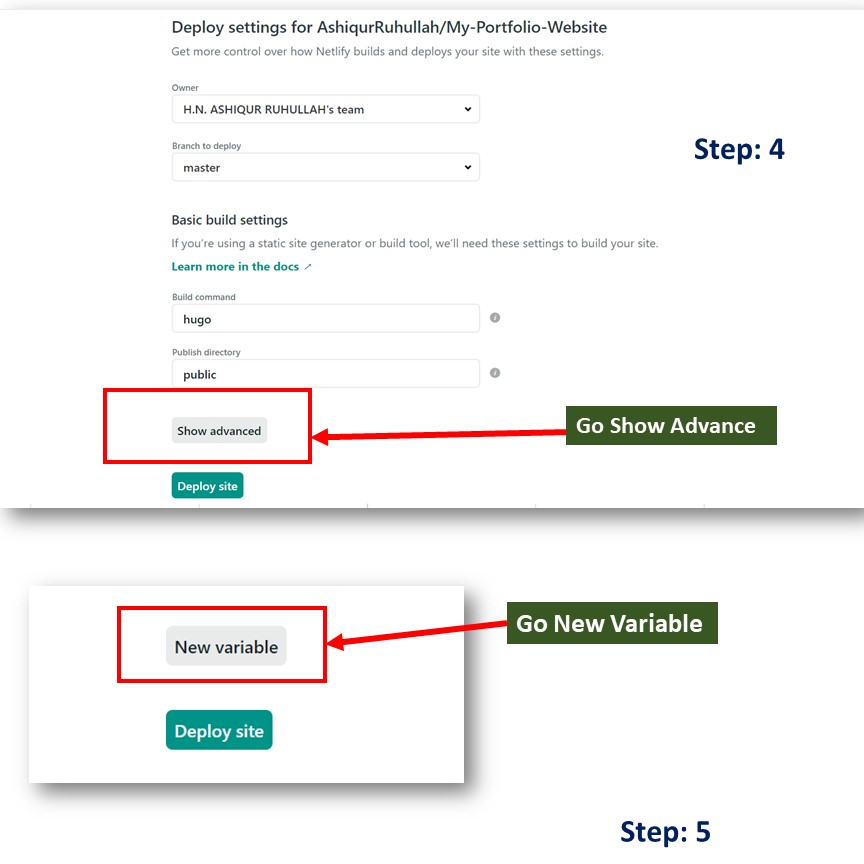 Deploy settings for AshiqurRuhullah/My-Portfolio-Website
Get more control over how Netlify builds and deploys your site with these settings.
Owner
H.N. ASHIQUR RUHULLAH's team
Step: 4
Branch to deploy
master
Basic build settings
If you're using a static site generator or build tool, we'll need these settings to build your site.
Learn more in the docs ↗
Build command
hugo
Publish directory
public
Show advanced
Go Show Advance
Deploy site
New variable
Go New Variable
Deploy site
Step: 5